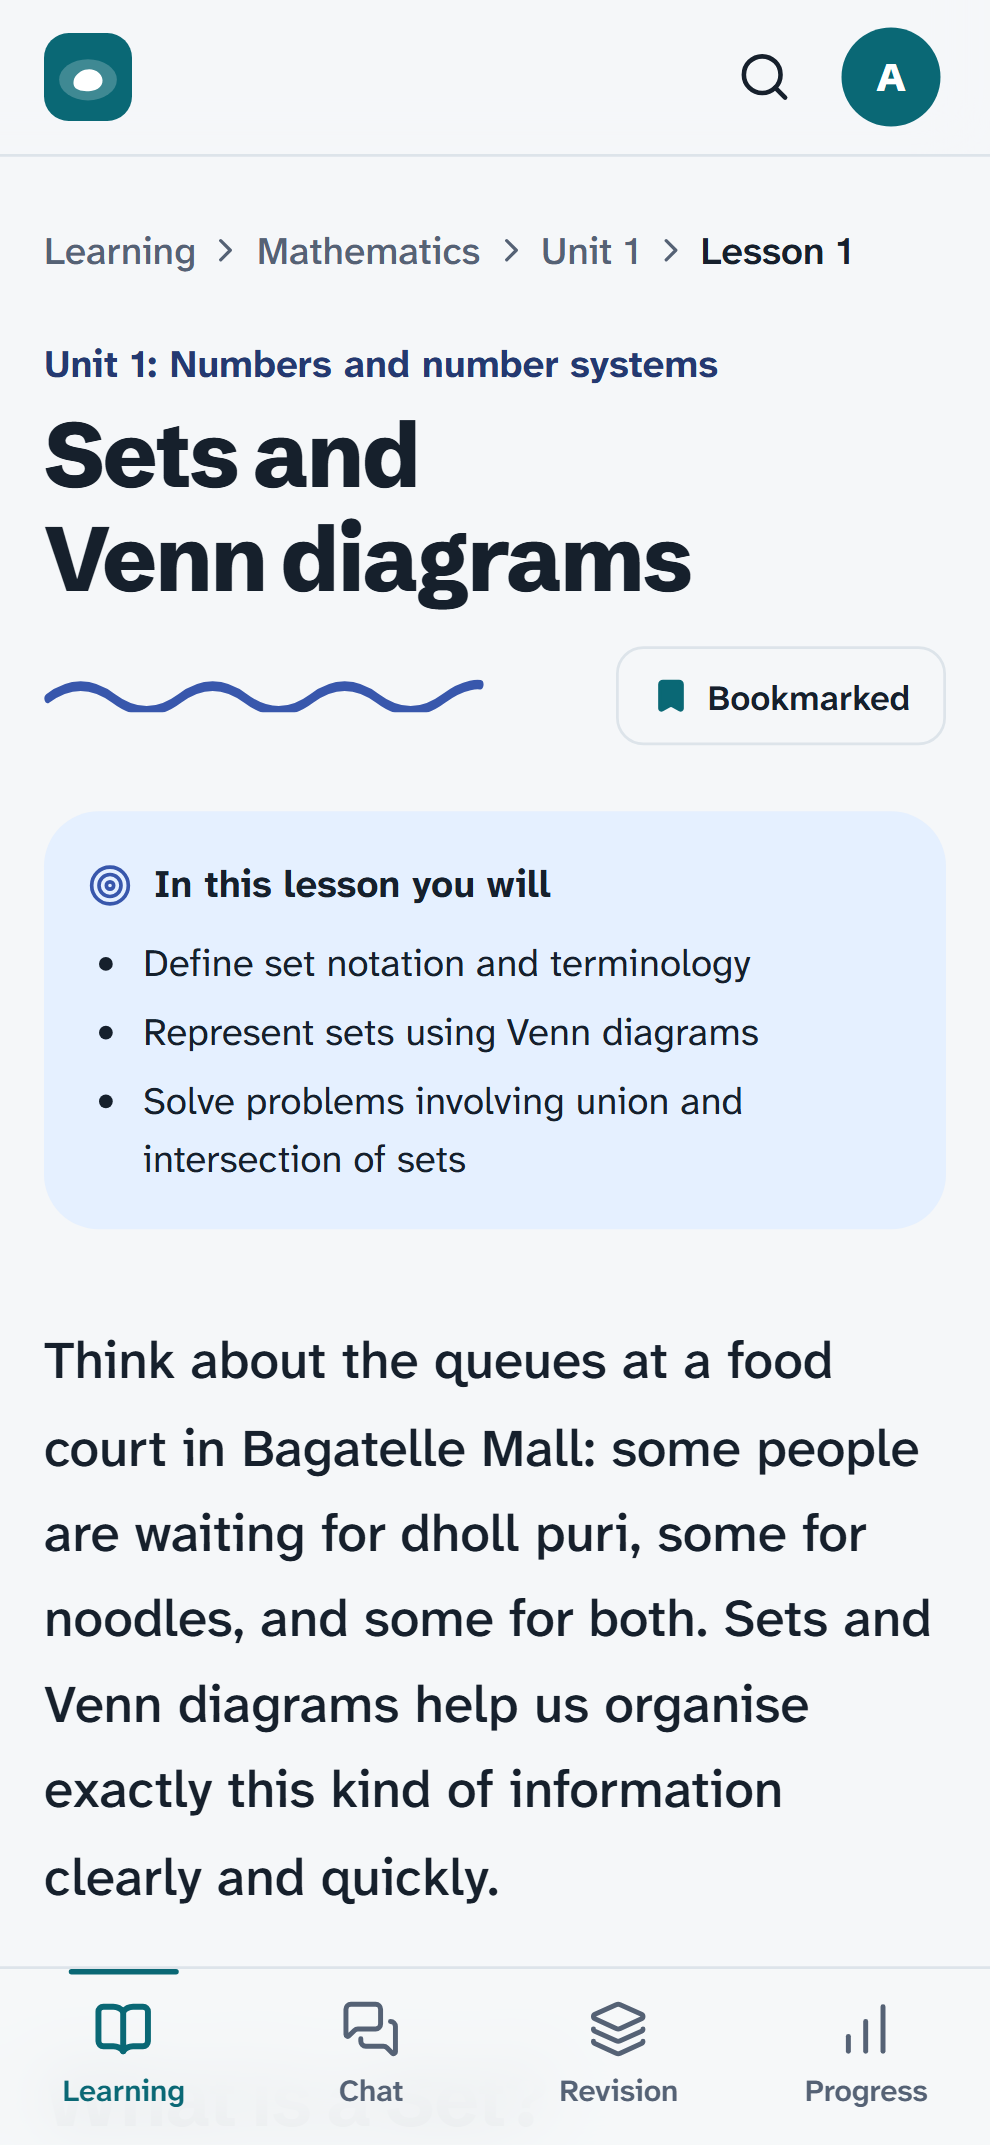 A
Learning > Mathematics > Unit 1 > Lesson 1
Unit 1: Numbers and number systems
Sets and
Venn diagrams
Bookmarked
In this lesson you will
• Define set notation and terminology
• Represent sets using Venn diagrams
• Solve problems involving union and
intersection of sets
Think about the queues at a food
court in Bagatelle Mall: some people
are waiting for dholl puri, some for
noodles, and some for both. Sets and
Venn diagrams help us organise
exactly this kind of information
clearly and quickly.
What is a Set?
Learning Chat Revision Progress